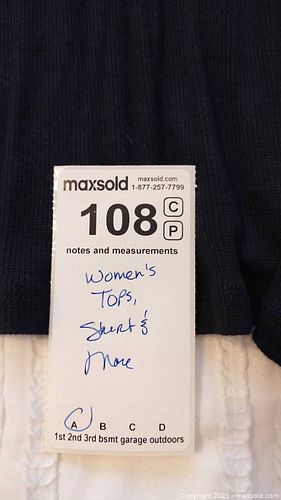 maxsold maxsold.com
1-877-257-7799
108 C
P
notes and measurements
Women's
Tops,
Skirt &
More
A B C D
1st 2nd 3rd bsmt garage outdoors
Copyright 2025 - maxsold.com